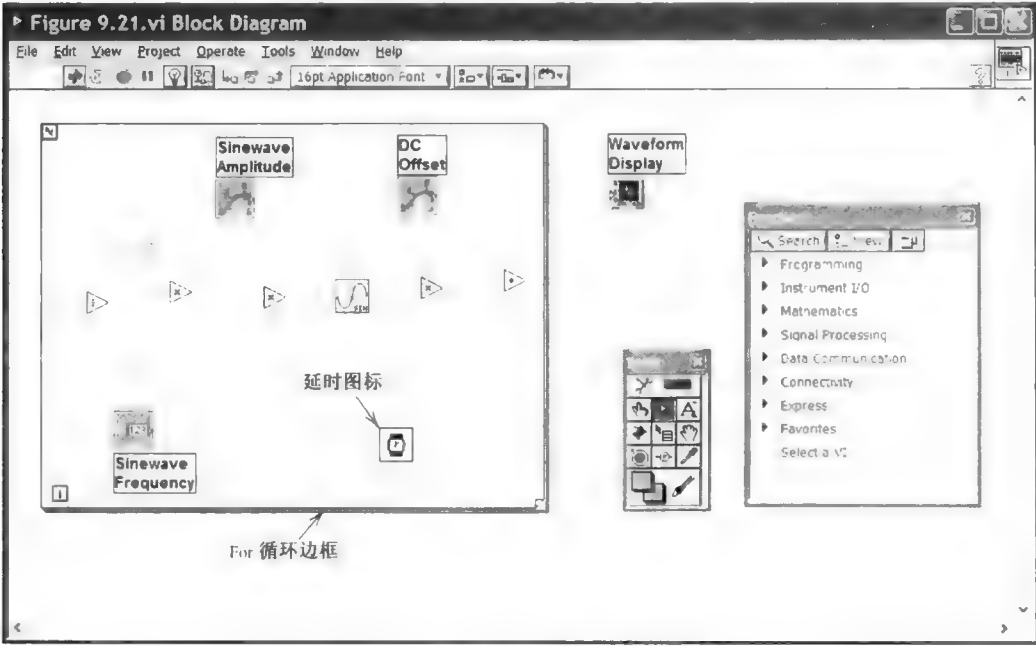 Figure 9.21.vi Block Diagram
File Edit View Project Operate Tools Window Help
16pt Application Font
N
Sinewave
Amplitude
DC
Offset
Waveform
Display
Search View
Programming
Instrument I/O
Mathematics
Signal Processing
Data Communication
Connectivity
Express
Favorites
Select a VI
延时图标
123
Sinewave
Frequency
i
For 循环边框